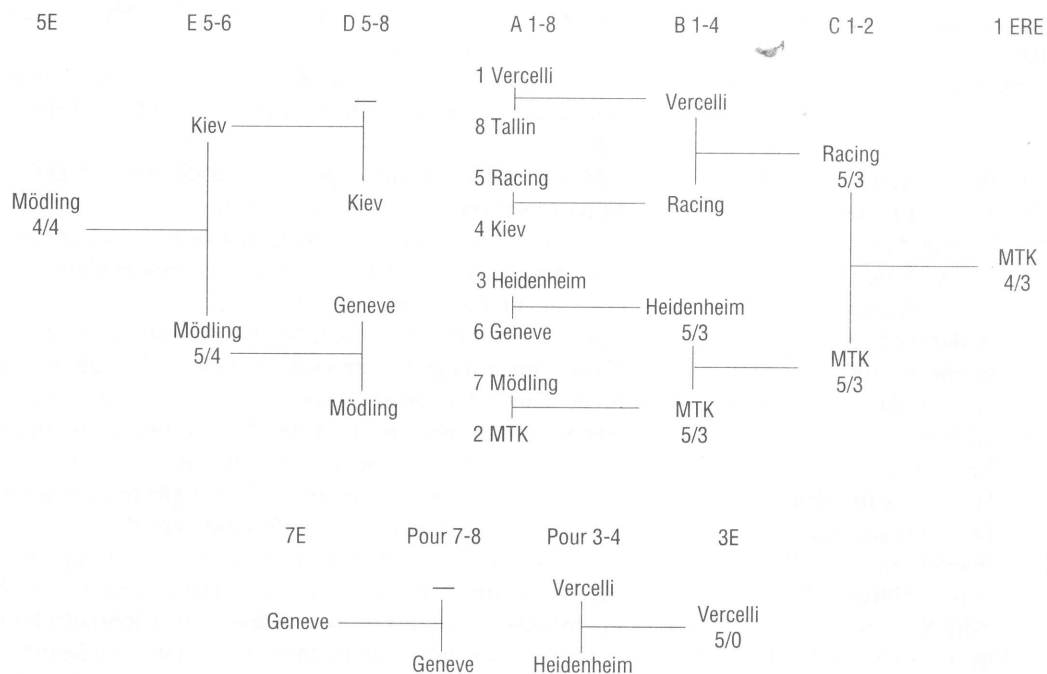 5E E 5-6 D 5-8 A 1-8 B 1-4 C 1-2 1 ERE
1 Vercelli
Vercelli
Kiev
8 Tallin
Racing
5/3
5 Racing
Mödling
4/4
Kiev
Racing
4 Kiev
MTK
4/3
3 Heidenheim
Geneve
Heidenheim
5/3
Mödling
5/4
6 Geneve
MTK
5/3
7 Mödling
Mödling
MTK
5/3
2 MTK
7E Pour 7-8 Pour 3-4 3E
Vercelli
Geneve
Vercelli
5/0
Geneve
Heidenheim